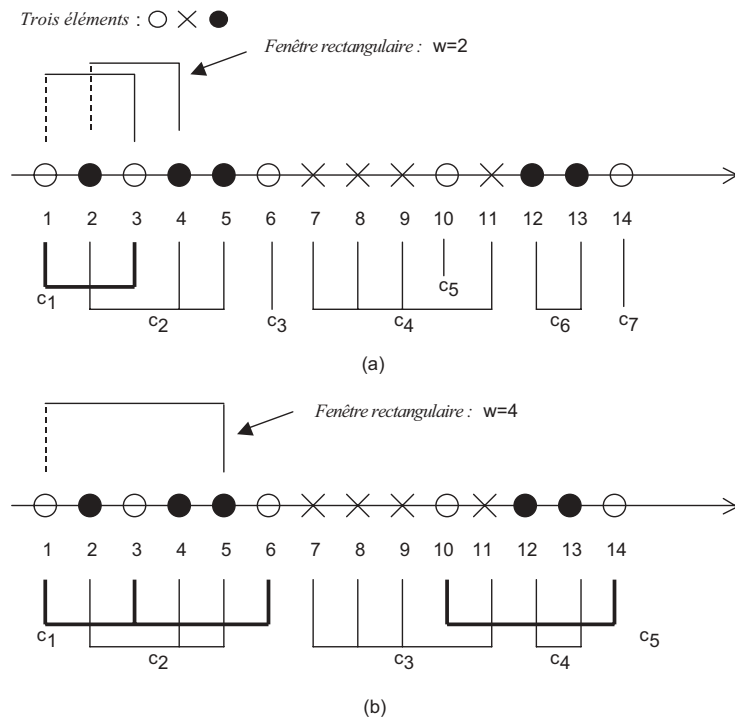 Trois éléments :
Fenêtre rectangulaire : w=2
1 2 3 4 5 6 7 8 9 10 11 12 13 14
c5
c1
c2 c3 c4 c6 c7
(a)
Fenêtre rectangulaire : w=4
1 2 3 4 5 6 7 8 9 10 11 12 13 14
c1 c5
c2 c3 c4
(b)